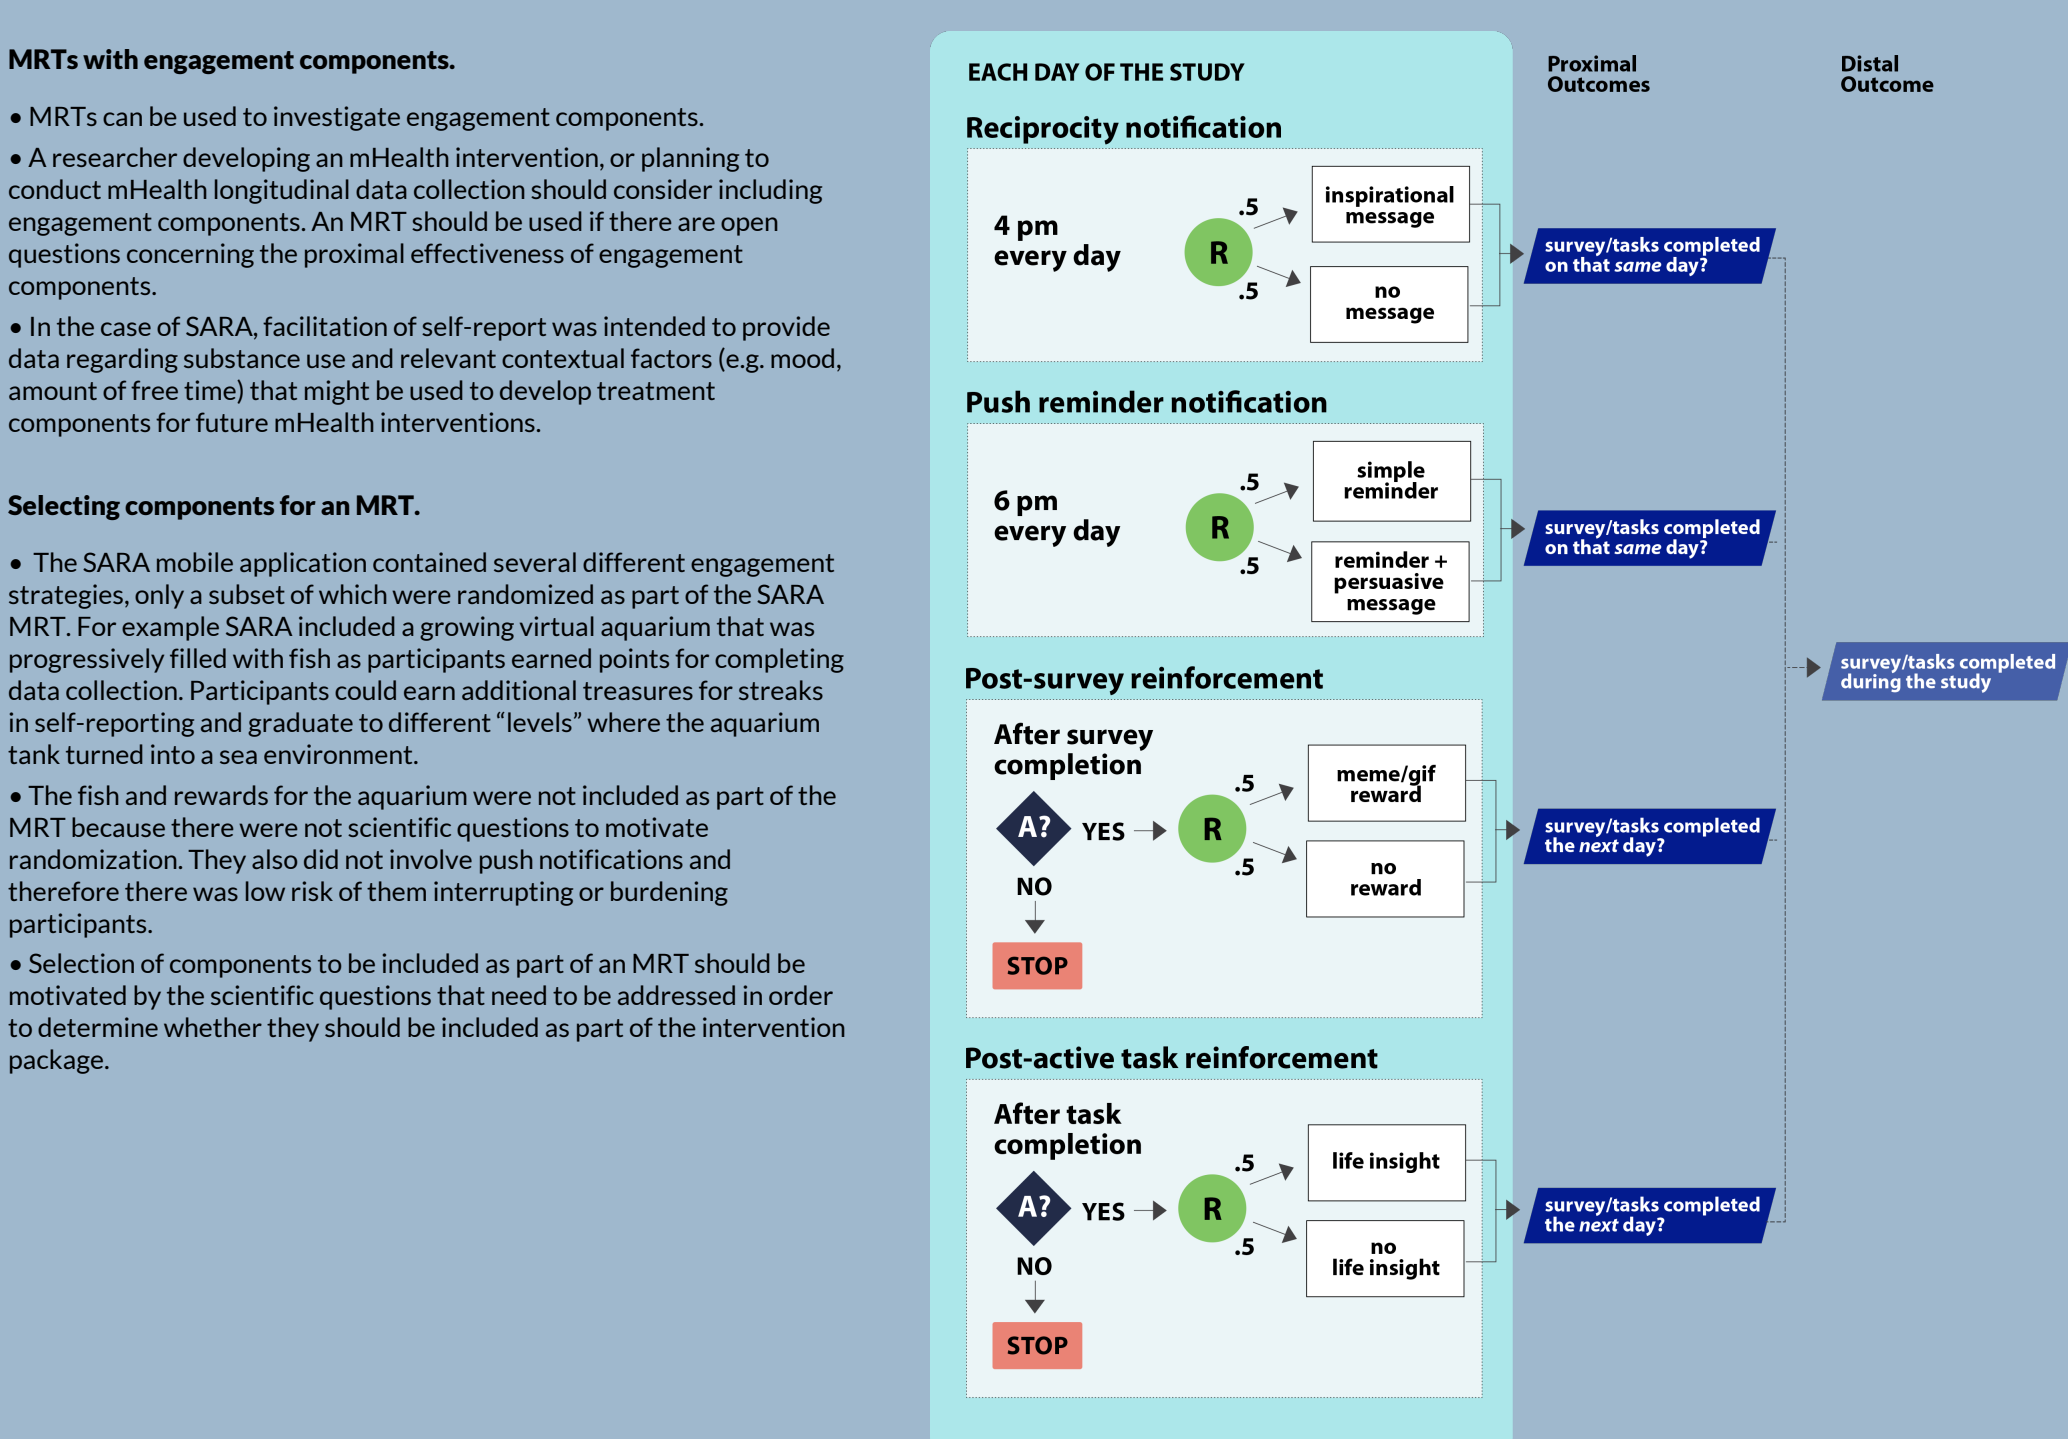 MRTs with engagement components.
• MRTs can be used to investigate engagement components.
• A researcher developing an mHealth intervention, or planning to
conduct mHealth longitudinal data collection should consider including
engagement components. An MRT should be used if there are open
questions concerning the proximal effectiveness of engagement
components.
• In the case of SARA, facilitation of self-report was intended to provide
data regarding substance use and relevant contextual factors (e.g. mood,
amount of free time) that might be used to develop treatment
components for future mHealth interventions.
Selecting components for an MRT.
• The SARA mobile application contained several different engagement
strategies, only a subset of which were randomized as part of the SARA
MRT. For example SARA included a growing virtual aquarium that was
progressively filled with fish as participants earned points for completing
data collection. Participants could earn additional treasures for streaks
in self-reporting and graduate to different “levels” where the aquarium
tank turned into a sea environment.
• The fish and rewards for the aquarium were not included as part of the
MRT because there were not scientific questions to motivate
randomization. They also did not involve push notifications and
therefore there was low risk of them interrupting or burdening
participants.
• Selection of components to be included as part of an MRT should be
motivated by the scientific questions that need to be addressed in order
to determine whether they should be included as part of the intervention
package.
EACH DAY OF THE STUDY
Proximal
Outcomes
Distal
Outcome
Reciprocity notification
4 pm
every day
R
.5
.5
inspirational
message
no
message
survey/tasks completed
on that same day?
Push reminder notification
6 pm
every day
R
.5
.5
simple
reminder
reminder +
persuasive
message
survey/tasks completed
on that same day?
Post-survey reinforcement
After survey
completion
A?
YES
NO
STOP
R
.5
.5
meme/gif
reward
no
reward
survey/tasks completed
the next day?
Post-active task reinforcement
After task
completion
A?
YES
NO
STOP
R
.5
.5
life insight
no
life insight
survey/tasks completed
the next day?
survey/tasks completed
during the study